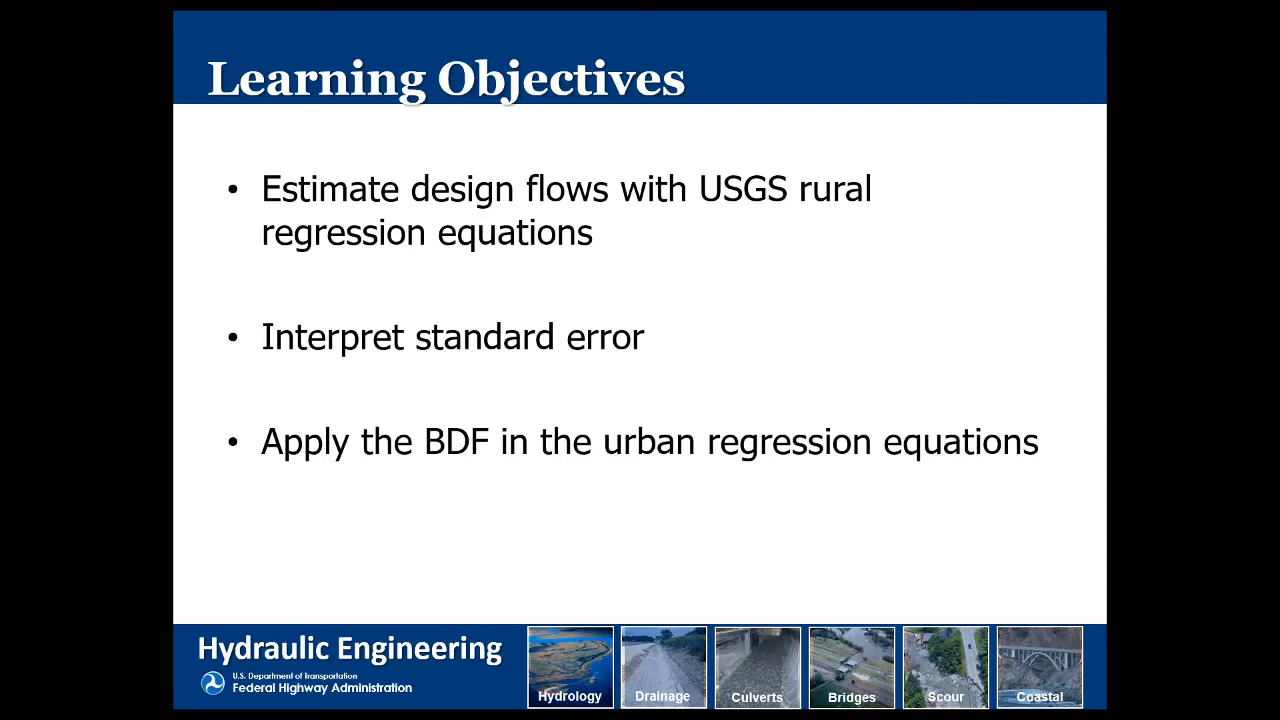 Learning Objectives
• Estimate design flows with USGS rural
regression equations
• Interpret standard error
• Apply the BDF in the urban regression equations
Hydraulic Engineering
U.S. Department of Transportation
Federal Highway Administration
Hydrology
Drainage
Culverts
Bridges
Scour
Coastal